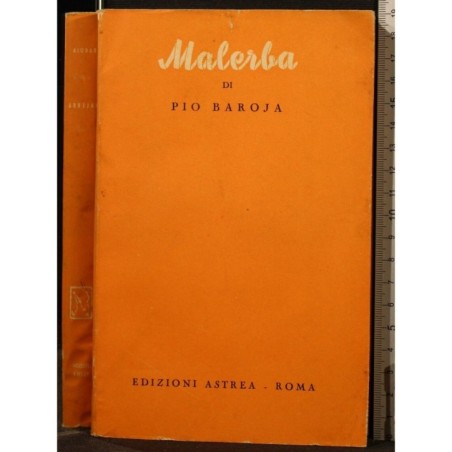 Malerba
DI
PIO BAROJA
EDIZIONI ASTREA - ROMA